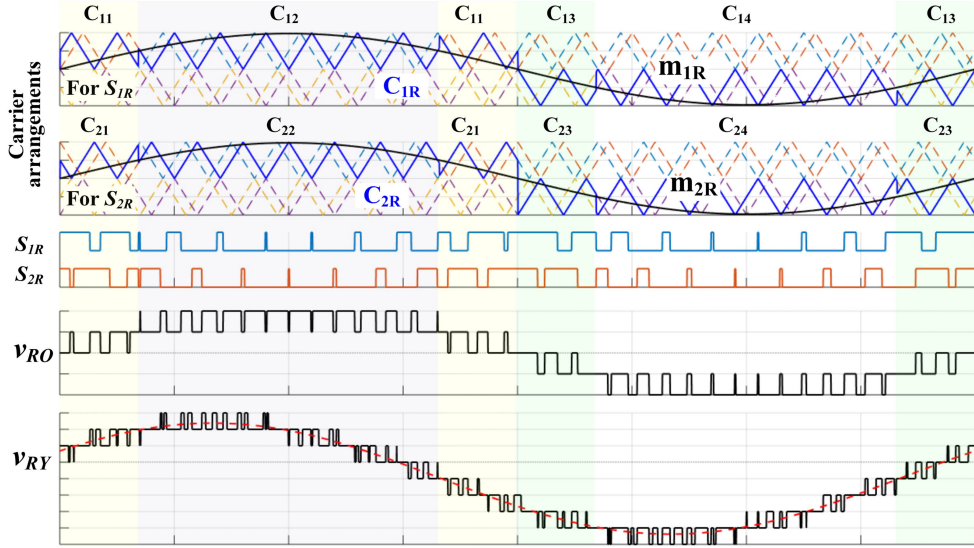 C11 C12 C11 C13 C14 C13
Carrier arrangements
For S1R
C1R
m1R
C21 C22 C21 C23 C24 C23
For S2R
C2R
m2R
S1R
S2R
vRO
vRY